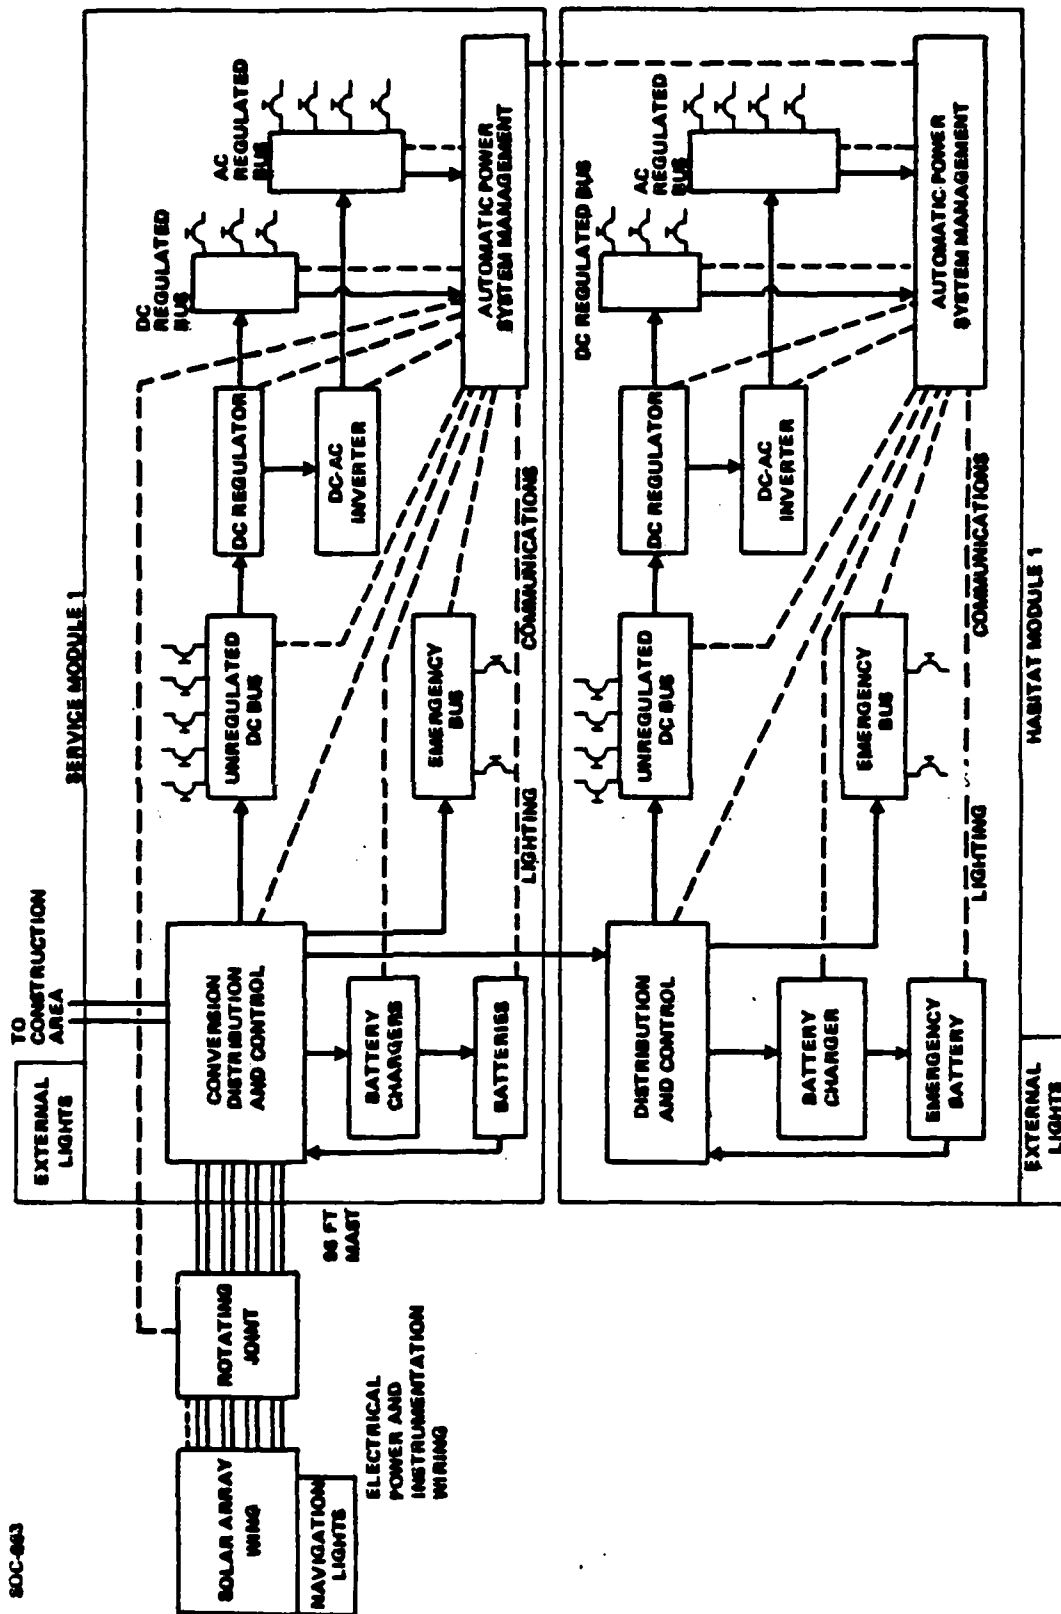 SOC-863
SOLAR ARRAY
WING
NAVIGATION
LIGHTS
ROTATING
JOINT
ELECTRICAL
POWER AND
INSTRUMENTATION
WIRING
MAST
EXTERNAL
LIGHTS
TO
CONSTRUCTION
AREA
SERVICE MODULE 1
CONVERSION
DISTRIBUTION
AND CONTROL
BATTERY
CHARGERS
BATTERIES
UNREGULATED
DC BUS
EMERGENCY
BUS
LIGHTING
COMMUNICATIONS
DC REGULATOR
DC-AC
INVERTER
DC
REGULATED
BUS
AC
REGULATED
BUS
AUTOMATIC POWER
SYSTEM MANAGEMENT
DISTRIBUTION
AND CONTROL
BATTERY
CHARGER
EMERGENCY
BATTERY
UNREGULATED
DC BUS
EMERGENCY
BUS
LIGHTING
COMMUNICATIONS
DC REGULATOR
DC-AC
INVERTER
DC REGULATED BUS
AC
REGULATED
BUS
AUTOMATIC POWER
SYSTEM MANAGEMENT
HABITAT MODULE 1
EXTERNAL
LIGHTS